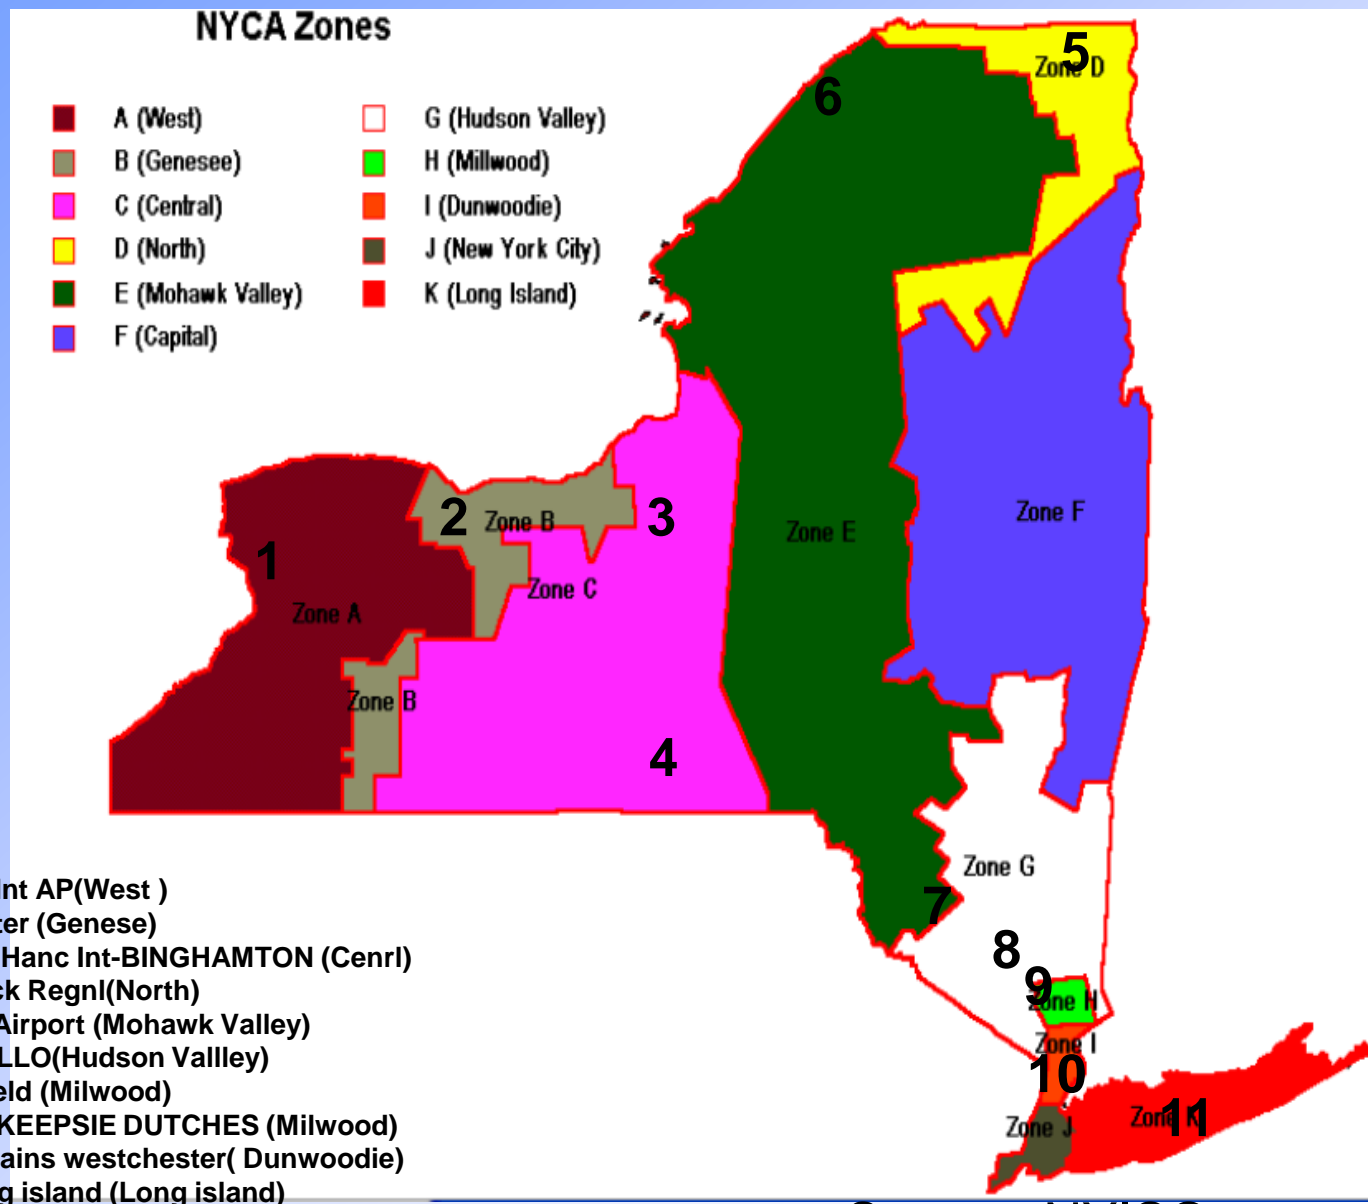 NYCA Zones
A (West)
B (Genesee)
C (Central)
D (North)
E (Mohawk Valley)
F (Capital)
G (Hudson Valley)
H (Millwood)
I (Dunwoodie)
J (New York City)
K (Long Island)
5
Zone D
6
2
Zone B
3
Zone E
Zone F
1
Zone C
Zone A
Zone B
4
Zone G
7
8
9
Zone H
Zone I
10
Zone J
Zone K
11
Int AP(West )
ter (Genese)
Hanc Int-BINGHAMTON (Cenrl)
ck Regnl(North)
Airport (Mohawk Valley)
LLO(Hudson Vallley)
eld (Milwood)
KEEPSIE DUTCHES (Milwood)
ains westchester( Dunwoodie)
g island (Long island)